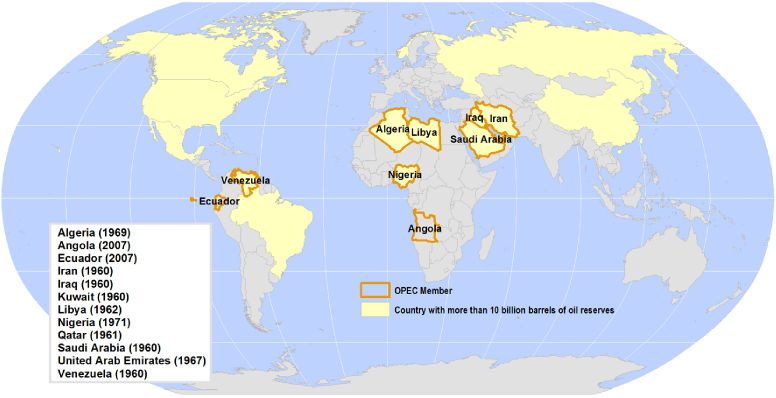 Algeria
Libya
Iraq
Iran
Saudi Arabia
Nigeria
Venezuela
Ecuador
Angola
Algeria (1969)
Angola (2007)
Ecuador (2007)
Iran (1960)
Iraq (1960)
Kuwait (1960)
Libya (1962)
Nigeria (1971)
Qatar (1961)
Saudi Arabia (1960)
United Arab Emirates (1967)
Venezuela (1960)
OPEC Member
Country with more than 10 billion barrels of oil reserves